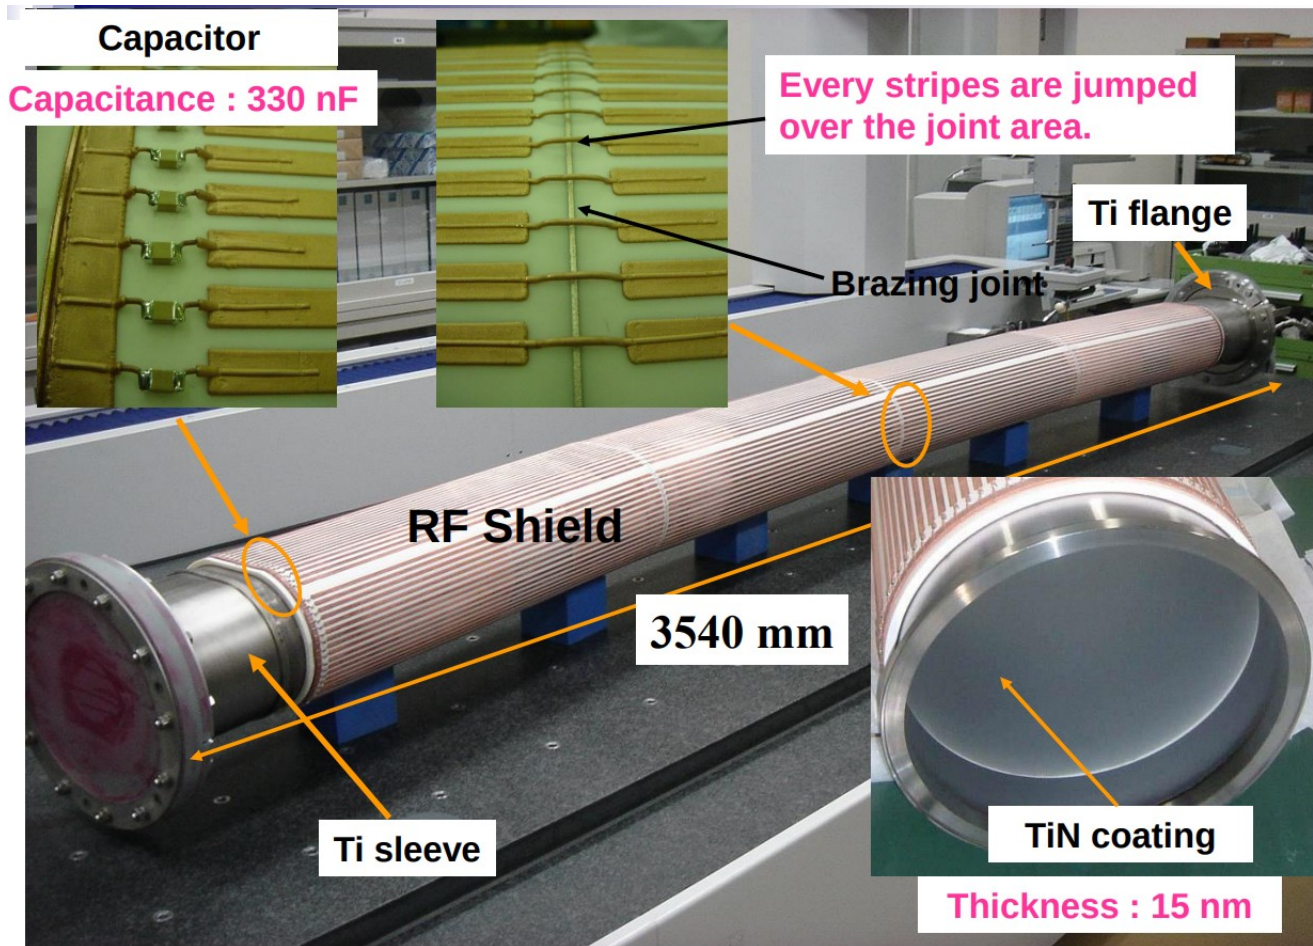 Capacitor
Capacitance : 330 nF
Every stripes are jumped
over the joint area.
Ti flange
Brazing joint
RF Shield
3540 mm
Ti sleeve
TiN coating
Thickness : 15 nm